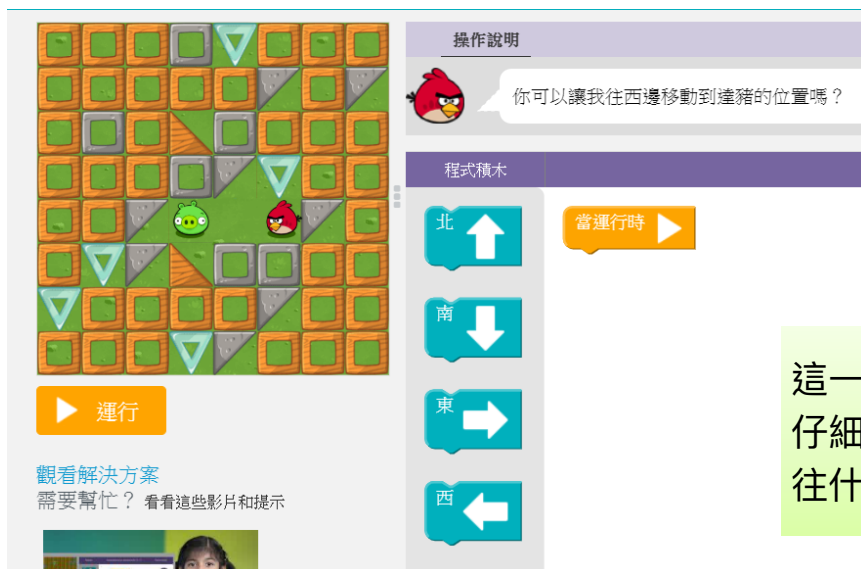 操作說明
你可以讓我往西邊移動到達豬的位置嗎？
程式積木
北
當運行時
南
東
西
運行
觀看解決方案
需要幫忙？ 看看這些影片和提示
這一
仔細
往什